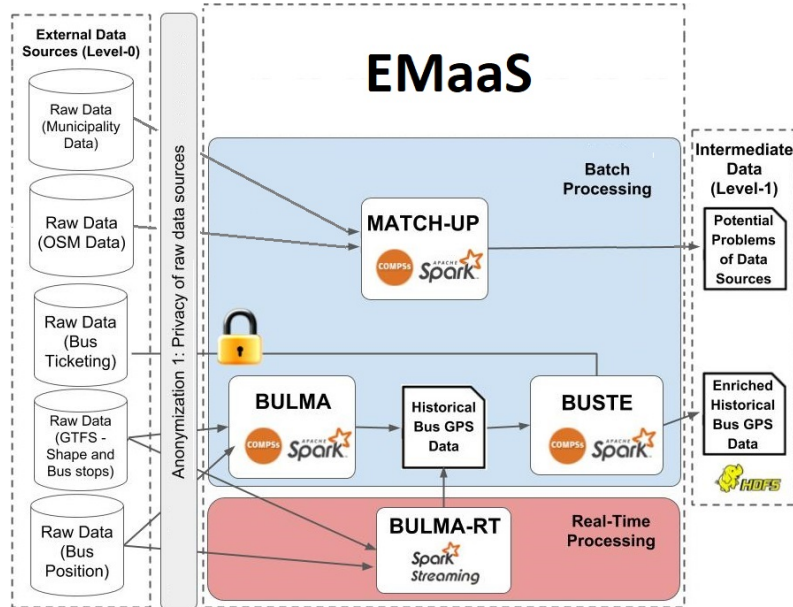 External Data
Sources (Level-0)
Raw Data
(Municipality
Data)
Raw Data
(OSM Data)
Raw Data
(Bus
Ticketing)
Raw Data
(GTFS -
Shape and
Bus stops)
Raw Data
(Bus
Position)
Anonymization 1: Privacy of raw data sources
EMaaS
Batch
Processing
MATCH-UP
COMPSs
APACHE
Spark
BULMA
COMPSs
APACHE
Spark
Historical
Bus GPS
Data
BUSTE
COMPSs
APACHE
Spark
BULMA-RT
Spark
Streaming
Real-Time
Processing
Intermediate
Data
(Level-1)
Potential
Problems
of Data
Sources
Enriched
Historical
Bus GPS
Data
HDFS